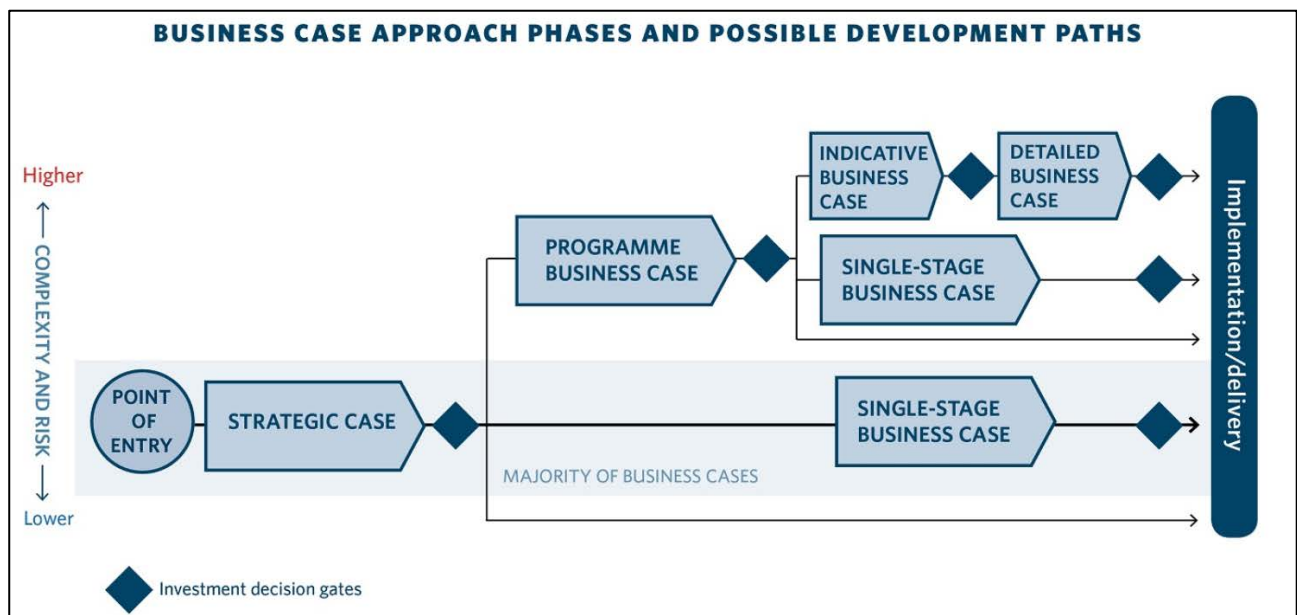 BUSINESS CASE APPROACH PHASES AND POSSIBLE DEVELOPMENT PATHS
Higher
COMPLEXITY AND RISK
Lower
POINT
OF
ENTRY
STRATEGIC CASE
PROGRAMME
BUSINESS CASE
INDICATIVE
BUSINESS
CASE
DETAILED
BUSINESS
CASE
SINGLE-STAGE
BUSINESS CASE
SINGLE-STAGE
BUSINESS CASE
MAJORITY OF BUSINESS CASES
Implementation/delivery
Investment decision gates